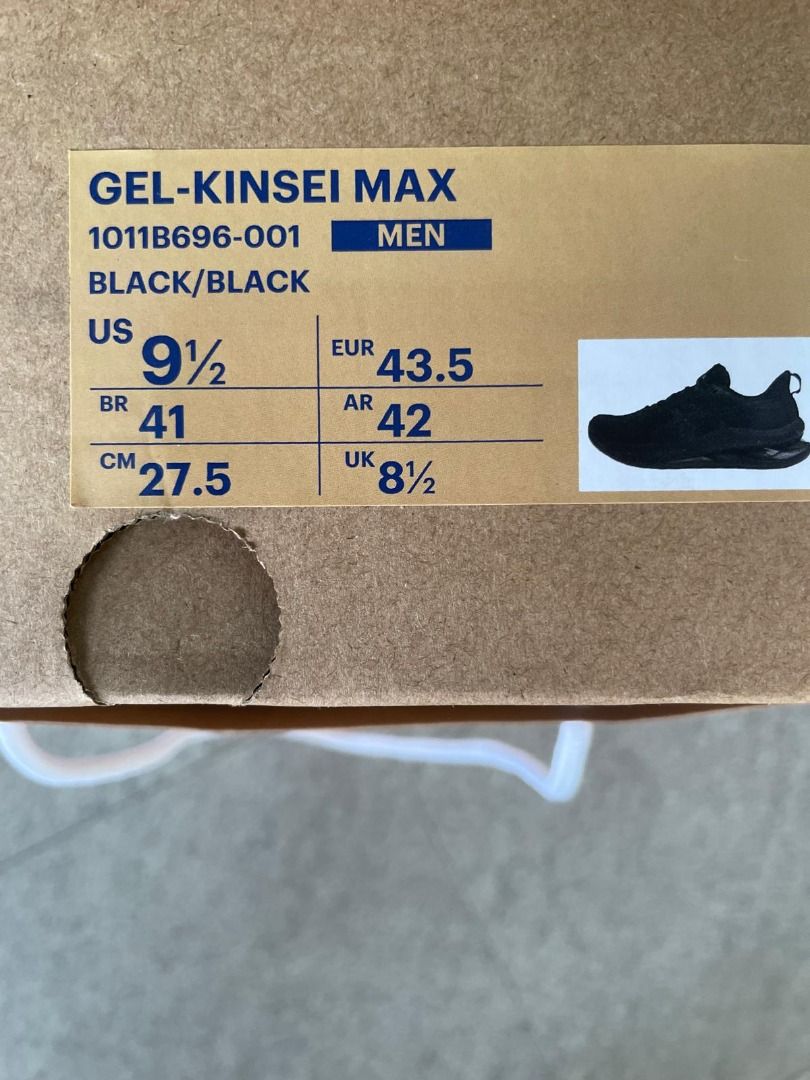 GEL-KINSEI MAX
1011B696-001 MEN
BLACK/BLACK
US 9½ EUR 43.5
BR 41 AR 42
CM 27.5 UK 8½